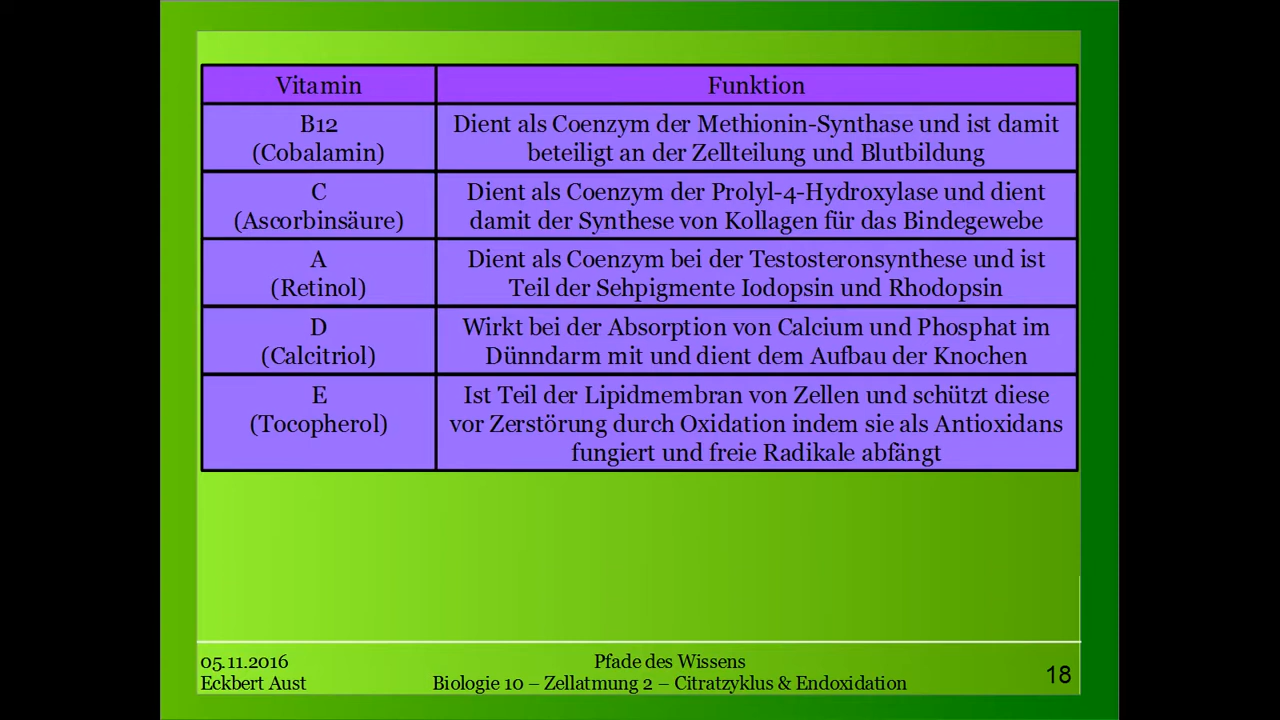 Vitamin
Funktion
B12
(Cobalamin)
Dient als Coenzym der Methionin-Synthase und ist damit
beteiligt an der Zellteilung und Blutbildung
C
(Ascorbinsäure)
Dient als Coenzym der Prolyl-4-Hydroxylase und dient
damit der Synthese von Kollagen für das Bindegewebe
A
(Retinol)
Dient als Coenzym bei der Testosteronsynthese und ist
Teil der Sehpigmente Iodopsin und Rhodopsin
D
(Calcitriol)
Wirkt bei der Absorption von Calcium und Phosphat im
Dünndarm mit und dient dem Aufbau der Knochen
E
(Tocopherol)
Ist Teil der Lipidmembran von Zellen und schützt diese
vor Zerstörung durch Oxidation indem sie als Antioxidans
fungiert und freie Radikale abfängt
05.11.2016
Eckbert Aust
Pfade des Wissens
Biologie 10 – Zellatmung 2 – Citratzyklus & Endoxidation
18